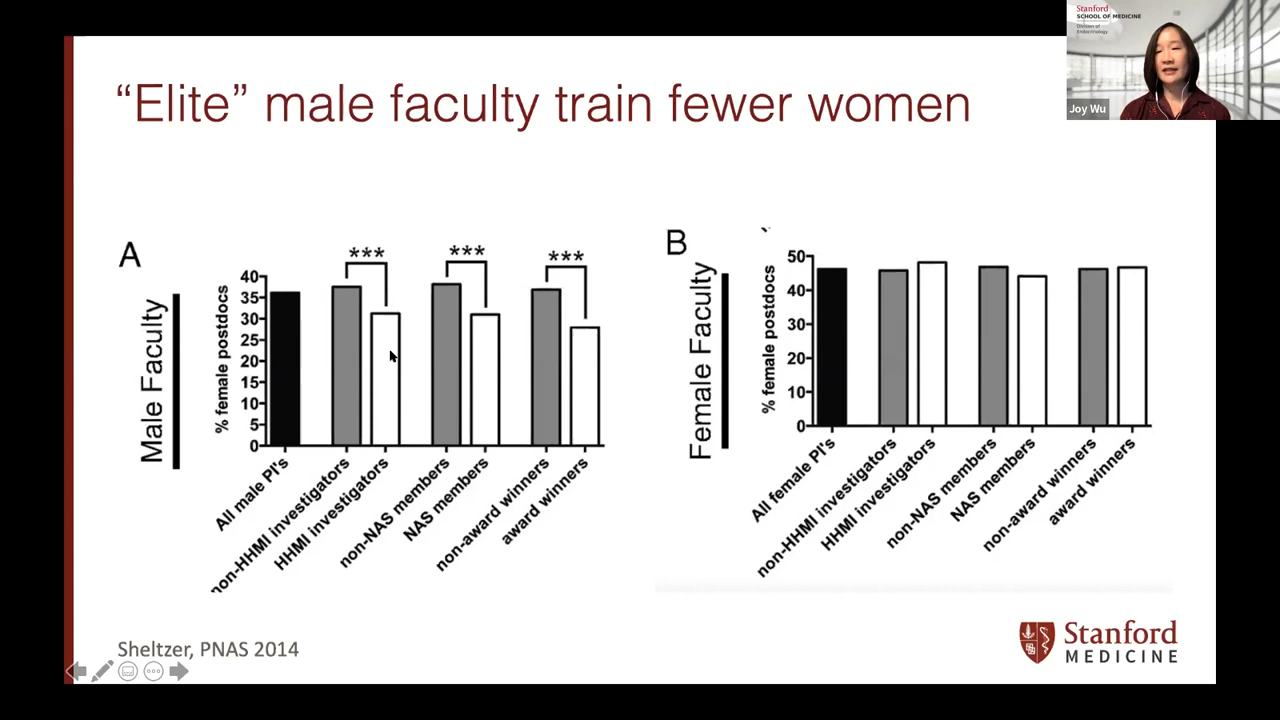 Stanford
SCHOOL OF MEDICINE
Division of
Endocrinology
Joy Wu
“Elite” male faculty train fewer women
A
Male Faculty
% female postdocs
40
35
30
25
20
15
10
5
0
***
***
***
All male PI's
non-HHMI investigators
HHMI investigators
non-NAS members
NAS members
non-award winners
award winners
B
Female Faculty
% female postdocs
50
40
30
20
10
0
All female PI's
non-HHMI investigators
HHMI investigators
non-NAS members
NAS members
non-award winners
award winners
Sheltzer, PNAS 2014
Stanford
MEDICINE